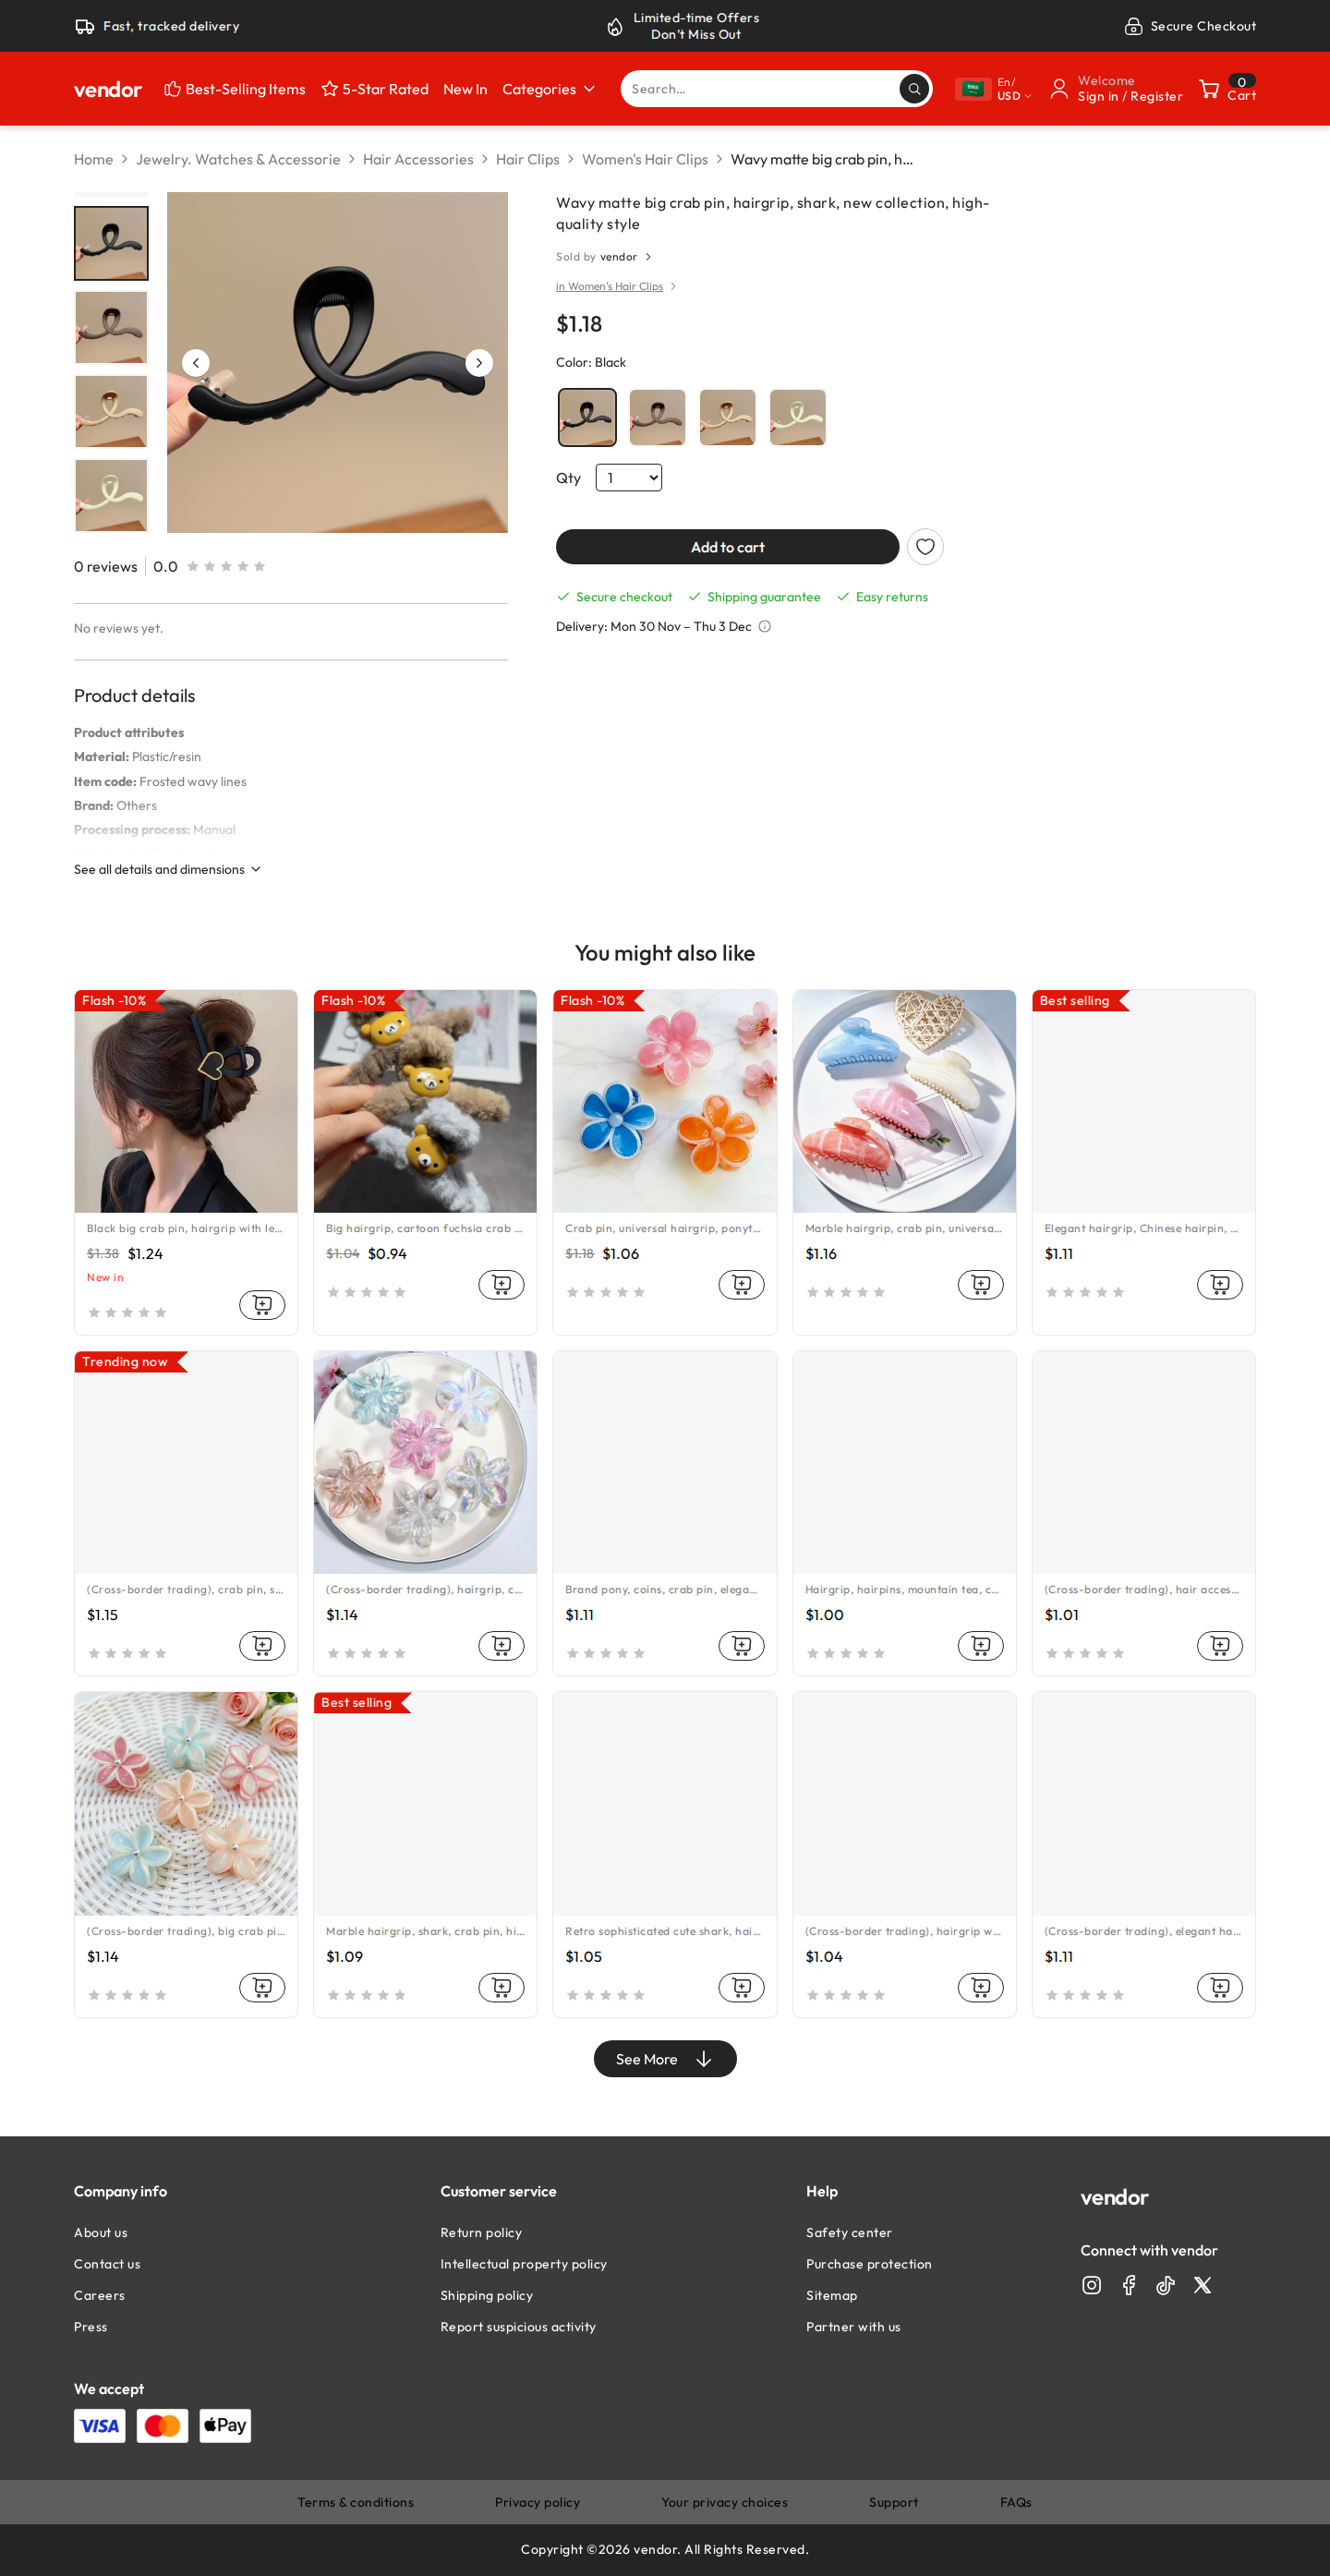 Fast, tracked delivery
Limited-time Offers
Don't Miss Out
Secure Checkout
vendor
Best-Selling Items
5-Star Rated
New In
Categories
Search...
En/
USD
Welcome
Sign in / Register
0
Cart
Home
Jewelry. Watches & Accessorie
Hair Accessories
Hair Clips
Women's Hair Clips
Wavy matte big crab pin, h...
Wavy matte big crab pin, hairgrip, shark, new collection, high-
quality style
Sold by vendor
in Women's Hair Clips
$1.18
Color: Black
Qty
1
Add to cart
Secure checkout
Shipping guarantee
Easy returns
Delivery: Mon 30 Nov – Thu 3 Dec
0 reviews
0.0
No reviews yet.
Product details
Product attributes
Material: Plastic/resin
Item code: Frosted wavy lines
Brand: Others
Processing process: Manual
See all details and dimensions
You might also like
Flash -10%
Flash -10%
Flash -10%
Best selling
Black big crab pin, hairgrip with le...
Big hairgrip, cartoon fuchsia crab ...
Crab pin, universal hairgrip, ponyt...
Marble hairgrip, crab pin, universa...
Elegant hairgrip, Chinese hairpin, ...
$1.38 $1.24
$1.04 $0.94
$1.18 $1.06
$1.16
$1.11
New in
Trending now
(Cross-border trading), crab pin, s...
(Cross-border trading), hairgrip, c...
Brand pony, coins, crab pin, elegan...
Hairgrip, hairpins, mountain tea, c...
(Cross-border trading), hair acces...
$1.15
$1.14
$1.11
$1.00
$1.01
Best selling
(Cross-border trading), big crab pi...
Marble hairgrip, shark, crab pin, hi...
Retro sophisticated cute shark, hai...
(Cross-border trading), hairgrip w...
(Cross-border trading), elegant ha...
$1.14
$1.09
$1.05
$1.04
$1.11
See More
Company info
Customer service
Help
vendor
About us
Return policy
Safety center
Contact us
Intellectual property policy
Purchase protection
Connect with vendor
Careers
Shipping policy
Sitemap
Press
Report suspicious activity
Partner with us
We accept
VISA
Pay
Terms & conditions
Privacy policy
Your privacy choices
Support
FAQs
Copyright ©2026 vendor. All Rights Reserved.